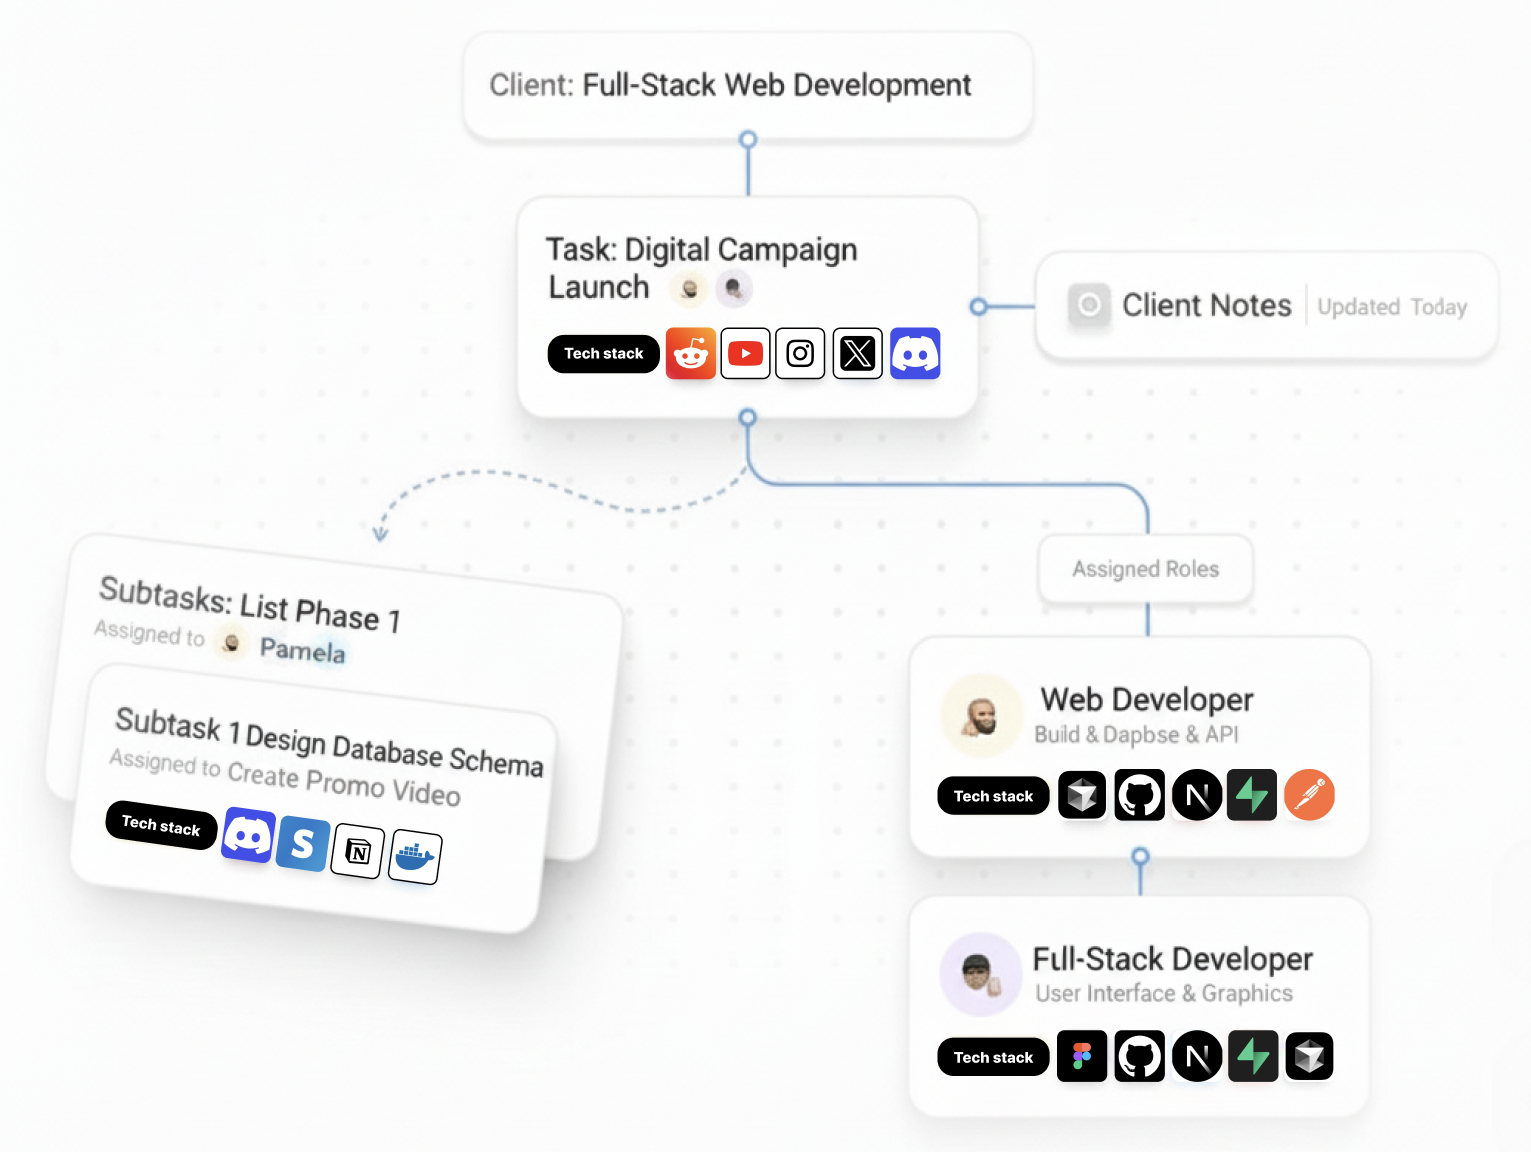 Client: Full-Stack Web Development
Task: Digital Campaign
Launch
Tech stack
Client Notes
Updated Today
Assigned Roles
Subtasks: List Phase 1
Assigned to Pamela
Subtask 1 Design Database Schema
Assigned to Create Promo Video
Tech stack
Web Developer
Build & Dapbse & API
Tech stack
Full-Stack Developer
User Interface & Graphics
Tech stack